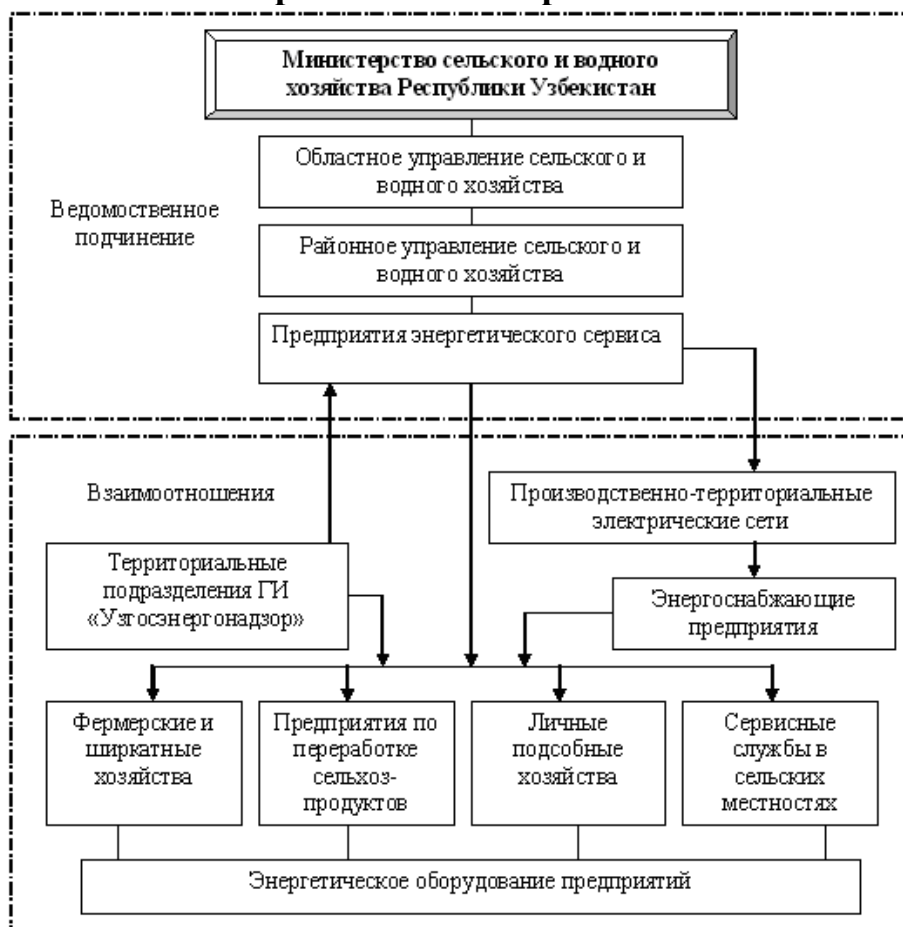 Министерство сельского и водного
хозяйства Республики Узбекистан
Областное управление сельского и
водного хозяйства
Ведомоственное
подчинение
Районное управление сельского и
водного хозяйства
Предприятия энергетического сервиса
Взаимоотношения
Производственно-территориальные
электрические сети
Территориальные
подразделения ГИ
«Узгосэнергонадзор»
Энергоснабжающие
предприятия
Фермерские и
ширкатные
хозяйства
Предприятия по
переработке
сельхоз-
продуктов
Личные
подсобные
хозяйства
Сервисные
службы в
сельских
местностях
Энергетическое оборудование предприятий